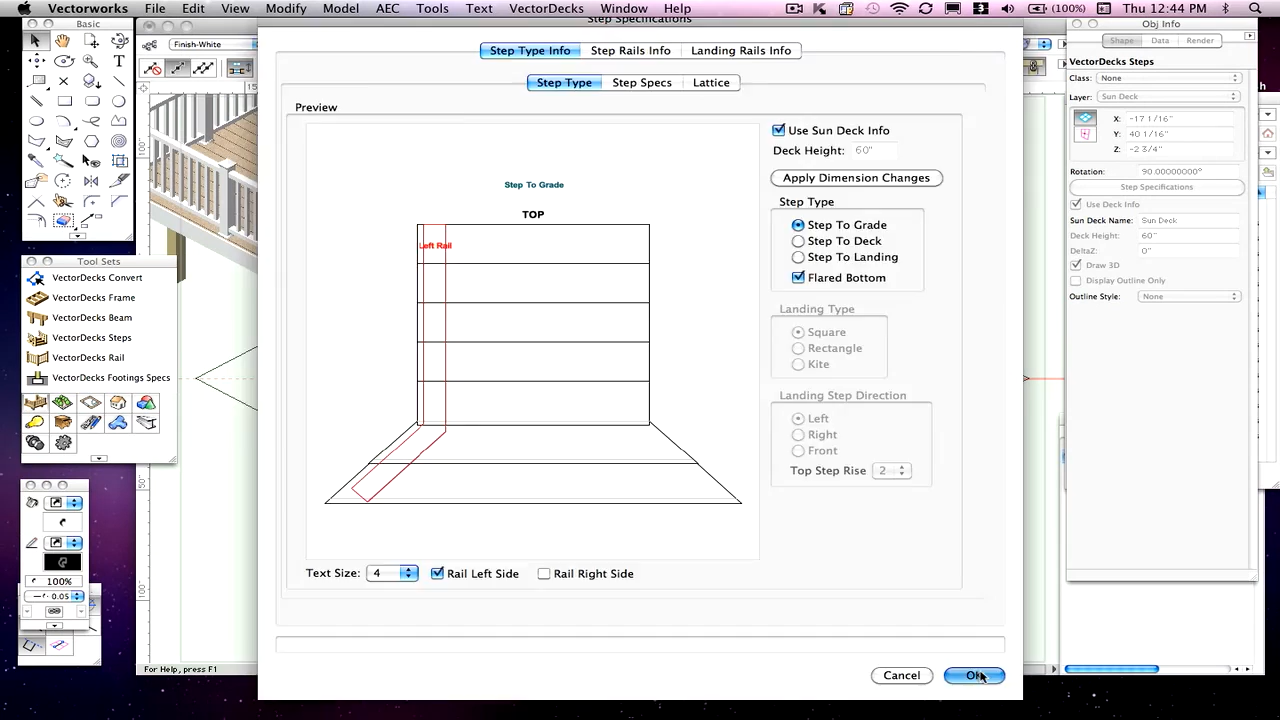 Vectorworks File Edit View Modify Model AEC Tools Text VectorDecks Window Help
(100%) Thu 12:44 PM
Basic
Finish-White
Tool Sets
VectorDecks Convert
VectorDecks Frame
VectorDecks Beam
VectorDecks Steps
VectorDecks Rail
VectorDecks Footings Specs
100%
0.05
For Help, press F1
Step Specifications
Step Type Info Step Rails Info Landing Rails Info
Step Type Step Specs Lattice
Preview
Step To Grade
TOP
Left Rail
Text Size: 4 Rail Left Side Rail Right Side
Use Sun Deck Info
Deck Height: 60"
Apply Dimension Changes
Step Type
Step To Grade
Step To Deck
Step To Landing
Flared Bottom
Landing Type
Square
Rectangle
Kite
Landing Step Direction
Left
Right
Front
Top Step Rise 2
Cancel
Obj Info
Shape Data Render
VectorDecks Steps
Class: None
Layer: Sun Deck
X: -17 1/16"
Y: 40 1/16"
Z: -2 3/4"
Rotation: 90.00000000°
Step Specifications
Use Deck Info
Sun Deck Name: Sun Deck
Deck Height: 60"
DeltaZ: 0"
Draw 3D
Display Outline Only
Outline Style: None